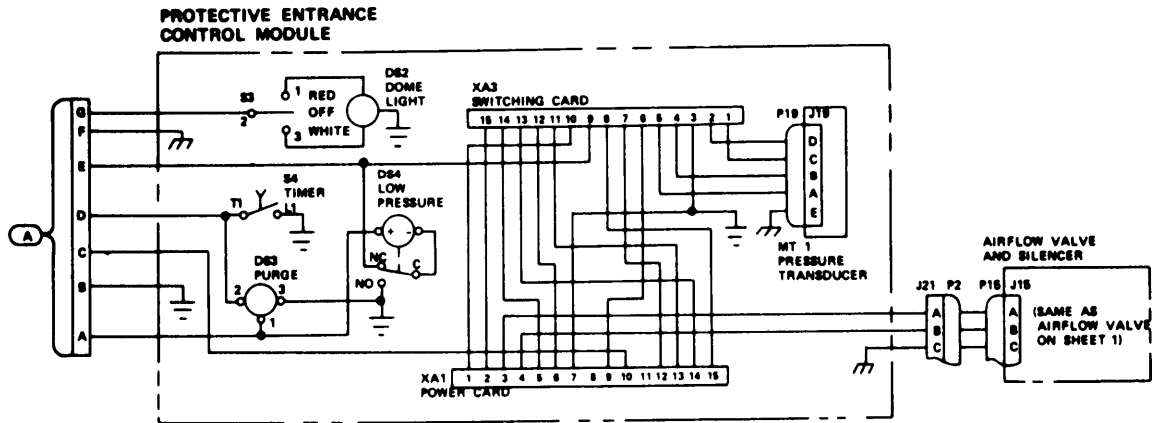 PROTECTIVE ENTRANCE
CONTROL MODULE
G
F
E
D
C
B
A
A
S3
2
1
RED
OFF
WHITE
3
DS2
DOME
LIGHT
S4
TIMER
T1
L1
DS3
PURGE
2
3
1
DS4
LOW
PRESSURE
+
-
NC
C
NO
XA3
SWITCHING CARD
15 14 13 12 11 10 9 8 7 6 5 4 3 2 1
P19
J19
D
C
B
A
E
MT 1
PRESSURE
TRANSDUCER
XA1
POWER CARD
1 2 3 4 5 6 7 8 9 10 11 12 13 14 15
AIRFLOW VALVE
AND SILENCER
J21
P2
P15
J15
A
B
C
A
B
C
(SAME AS
AIRFLOW VALVE
ON SHEET 1)